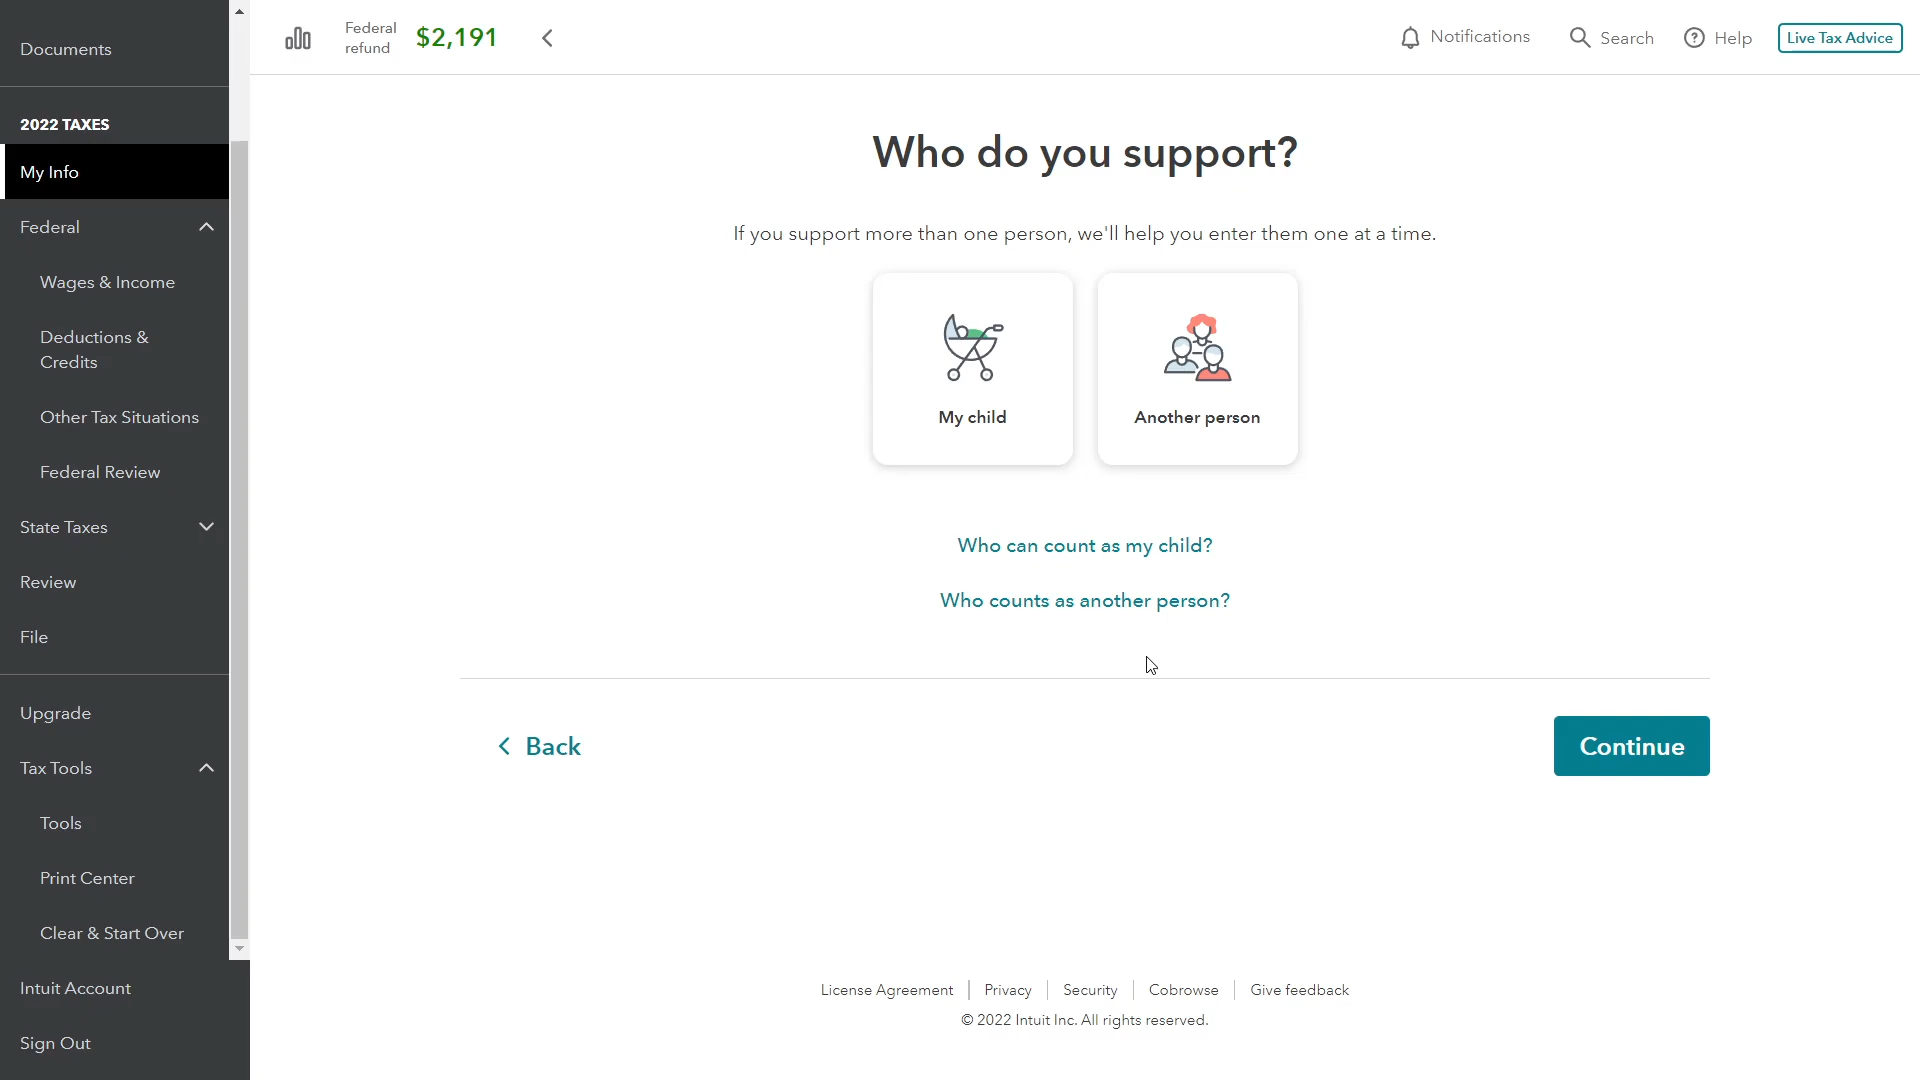 Documents
2022 TAXES
My Info
Federal
Wages & Income
Deductions &
Credits
Other Tax Situations
Federal Review
State Taxes
Review
File
Upgrade
Tax Tools
Tools
Print Center
Clear & Start Over
Intuit Account
Sign Out
Federal
refund
$2,191
Notifications
Search
Help
Live Tax Advice
Who do you support?
If you support more than one person, we'll help you enter them one at a time.
My child
Another person
Who can count as my child?
Who counts as another person?
Back
Continue
License Agreement
Privacy
Security
Cobrowse
Give feedback
© 2022 Intuit Inc. All rights reserved.